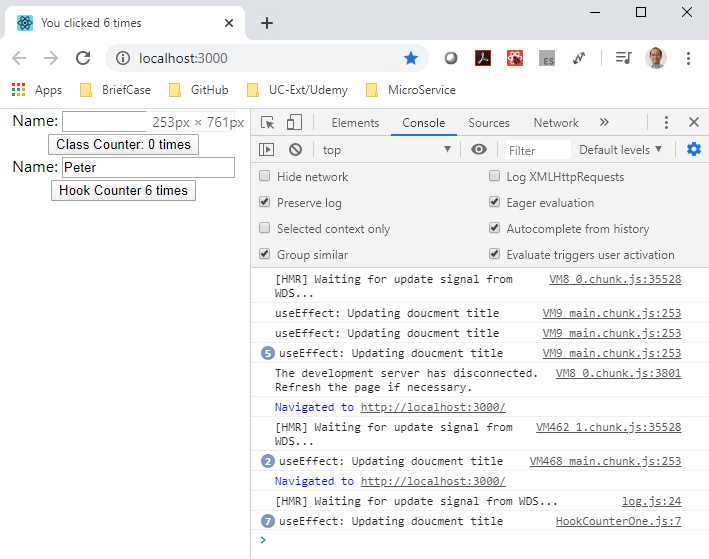 You clicked 6 times
localhost:3000
ES
Apps BriefCase GitHub UC-Ext/Udemy MicroService
Name: 253px × 761px
Class Counter: 0 times
Name: Peter
Hook Counter 6 times
Elements Console Sources Network
top Filter Default levels ▼
Hide network Log XMLHttpRequests
Preserve log Eager evaluation
Selected context only Autocomplete from history
Group similar Evaluate triggers user activation
[HMR] Waiting for update signal from VM8 0.chunk.js:35528
WDS...
useEffect: Updating doucment title VM9 main.chunk.js:253
useEffect: Updating doucment title VM9 main.chunk.js:253
5 useEffect: Updating doucment title VM9 main.chunk.js:253
The development server has disconnected. VM8 0.chunk.js:3801
Refresh the page if necessary.
Navigated to http://localhost:3000/
[HMR] Waiting for update signal from VM462 1.chunk.js:35528
WDS...
2 useEffect: Updating doucment title VM468 main.chunk.js:253
Navigated to http://localhost:3000/
[HMR] Waiting for update signal from WDS... log.js:24
7 useEffect: Updating doucment title HookCounterOne.js:7